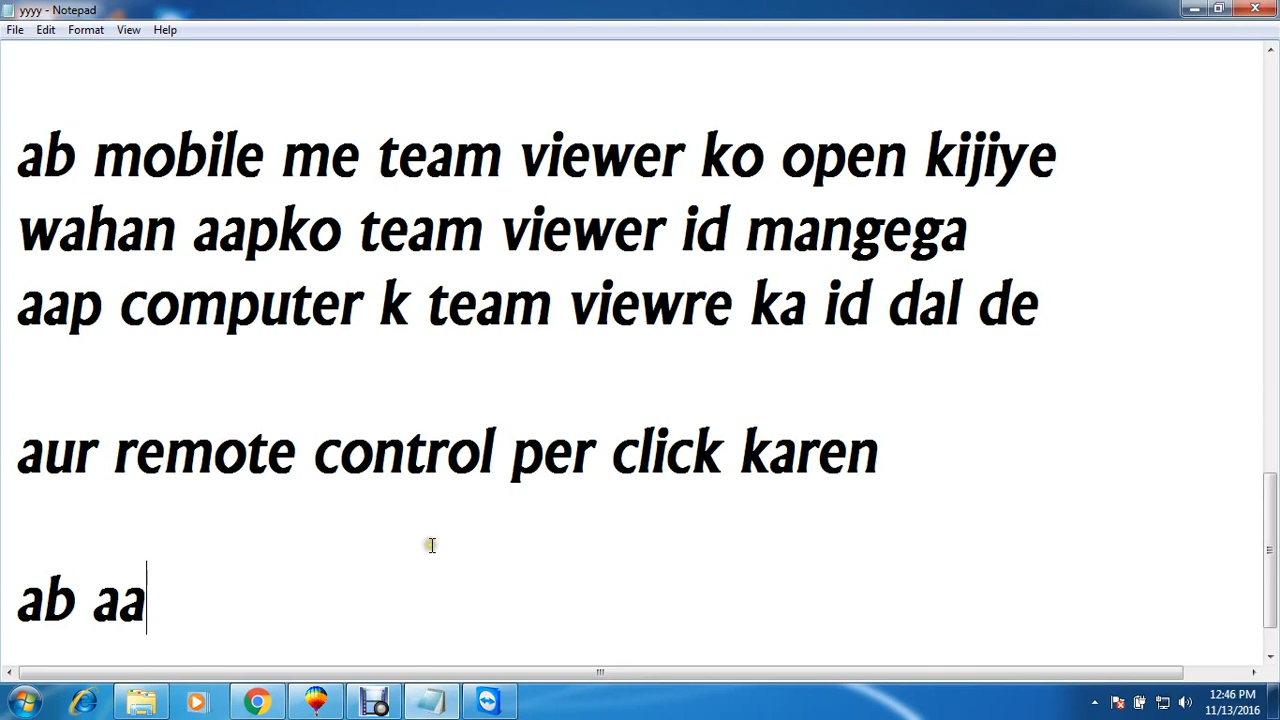 yyyy - Notepad
File Edit Format View Help
ab mobile me team viewer ko open kijiye
wahan aapko team viewer id mangega
aap computer k team viewre ka id dal de
aur remote control per click karen
ab aa
12:46 PM
11/13/2016